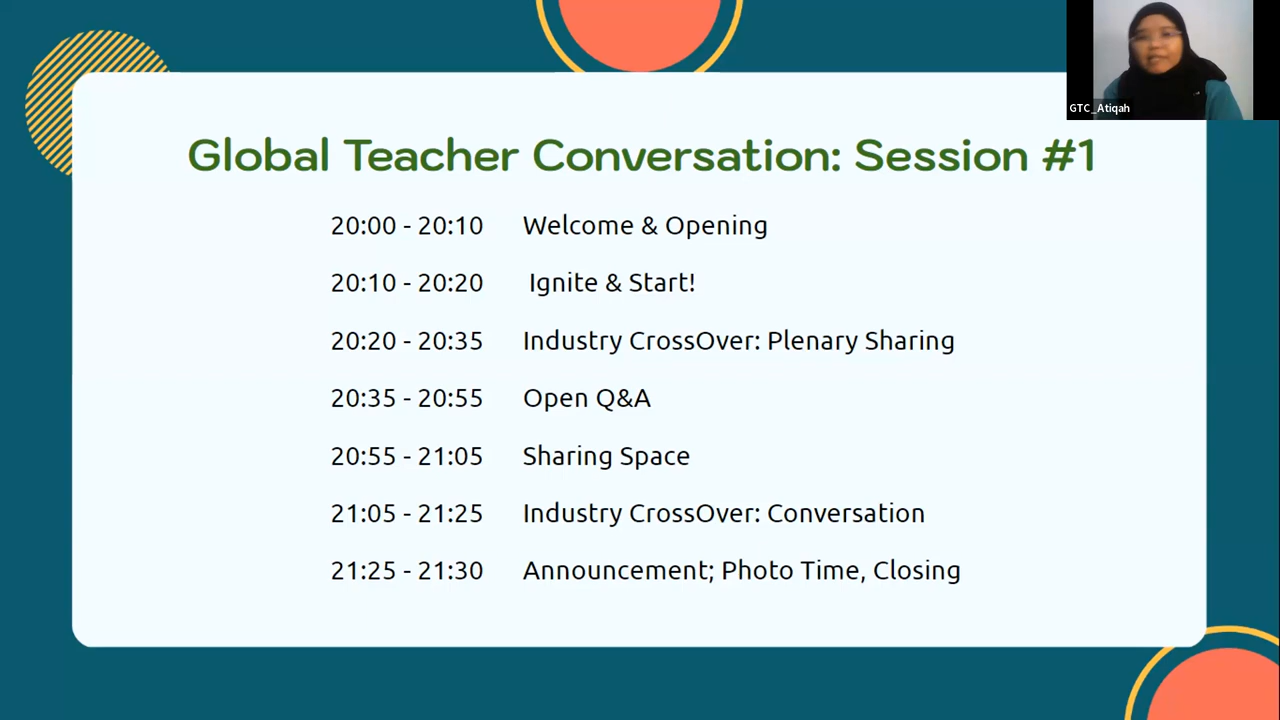 GTC_Atiqah
Global Teacher Conversation: Session #1
20:00 - 20:10 Welcome & Opening
20:10 - 20:20 Ignite & Start!
20:20 - 20:35 Industry CrossOver: Plenary Sharing
20:35 - 20:55 Open Q&A
20:55 - 21:05 Sharing Space
21:05 - 21:25 Industry CrossOver: Conversation
21:25 - 21:30 Announcement; Photo Time, Closing